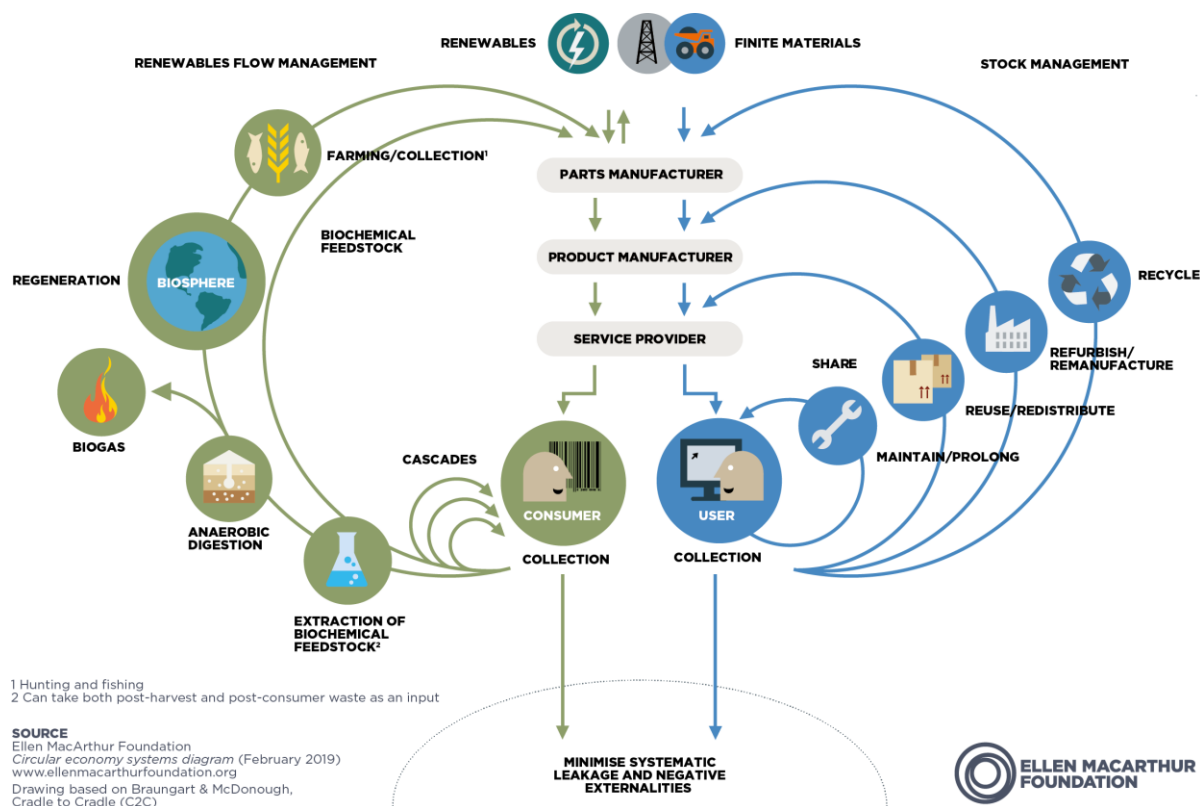 RENEWABLES
FINITE MATERIALS
RENEWABLES FLOW MANAGEMENT
STOCK MANAGEMENT
FARMING/COLLECTION¹
PARTS MANUFACTURER
BIOCHEMICAL
FEEDSTOCK
PRODUCT MANUFACTURER
REGENERATION
BIOSPHERE
RECYCLE
SERVICE PROVIDER
SHARE
REFURBISH/
REMANUFACTURE
REUSE/REDISTRIBUTE
BIOGAS
CASCADES
MAINTAIN/PROLONG
CONSUMER
USER
ANAEROBIC
DIGESTION
COLLECTION
COLLECTION
EXTRACTION OF
BIOCHEMICAL
FEEDSTOCK²
1 Hunting and fishing
2 Can take both post-harvest and post-consumer waste as an input
SOURCE
Ellen MacArthur Foundation
Circular economy systems diagram (February 2019)
www.ellenmacarthurfoundation.org
Drawing based on Braungart & McDonough,
Cradle to Cradle (C2C)
MINIMISE SYSTEMATIC
LEAKAGE AND NEGATIVE
EXTERNALITIES
ELLEN MACARTHUR
FOUNDATION